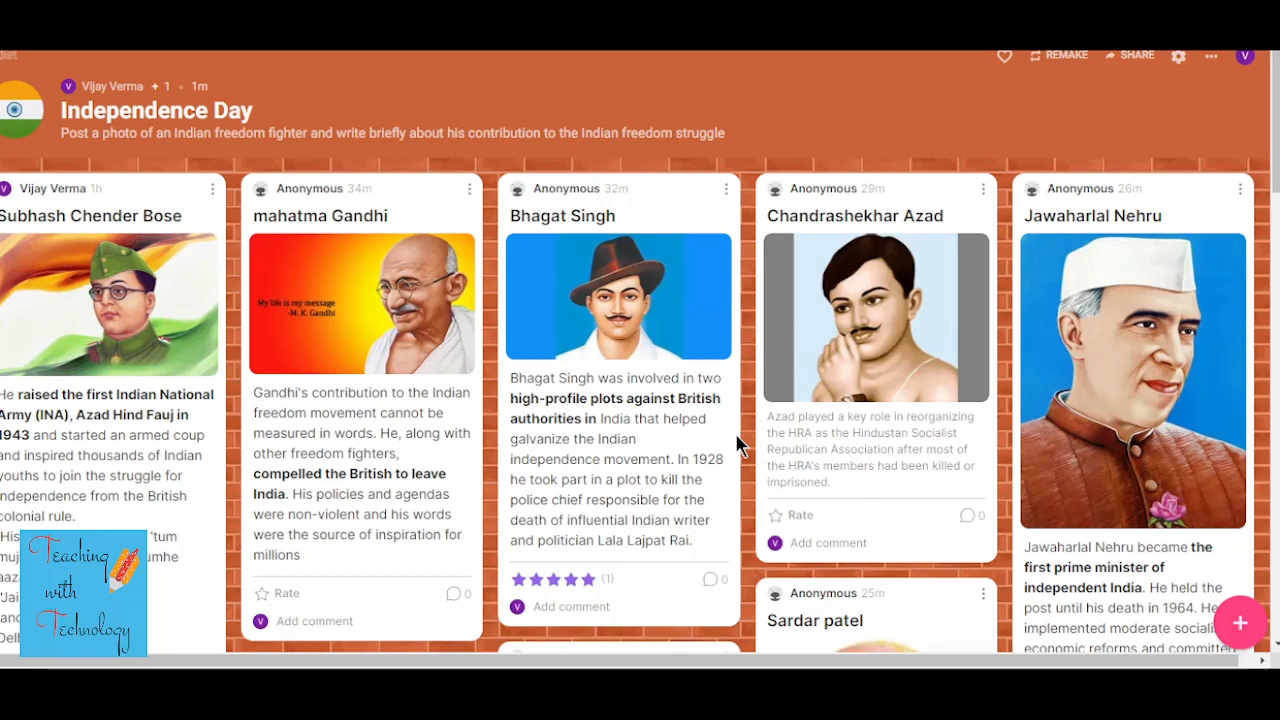 REMAKE
SHARE
V
V Vijay Verma + 1 • 1m
Independence Day
Post a photo of an Indian freedom fighter and write briefly about his contribution to the Indian freedom struggle
V Vijay Verma 1h
Subhash Chender Bose
He raised the first Indian National
Army (INA), Azad Hind Fauj in
1943 and started an armed coup
and inspired thousands of Indian
youths to join the struggle for
independence from the British
colonial rule.
'tum
Teaching
with
Technology
Anonymous 34m
mahatma Gandhi
My life is my message
-M. K. Gandhi
Gandhi's contribution to the Indian
freedom movement cannot be
measured in words. He, along with
other freedom fighters,
compelled the British to leave
India. His policies and agendas
were non-violent and his words
were the source of inspiration for
millions
Rate 0
V Add comment
Anonymous 32m
Bhagat Singh
Bhagat Singh was involved in two
high-profile plots against British
authorities in India that helped
galvanize the Indian
independence movement. In 1928
he took part in a plot to kill the
police chief responsible for the
death of influential Indian writer
and politician Lala Lajpat Rai.
(1) 0
V Add comment
Anonymous 29m
Chandrashekhar Azad
Azad played a key role in reorganizing
the HRA as the Hindustan Socialist
Republican Association after most of
the HRA's members had been killed or
imprisoned.
Rate 0
V Add comment
Anonymous 25m
Sardar patel
Anonymous 26m
Jawaharlal Nehru
Jawaharlal Nehru became the
first prime minister of
independent India. He held the
post until his death in 1964. He
implemented moderate
economic reforms and committed